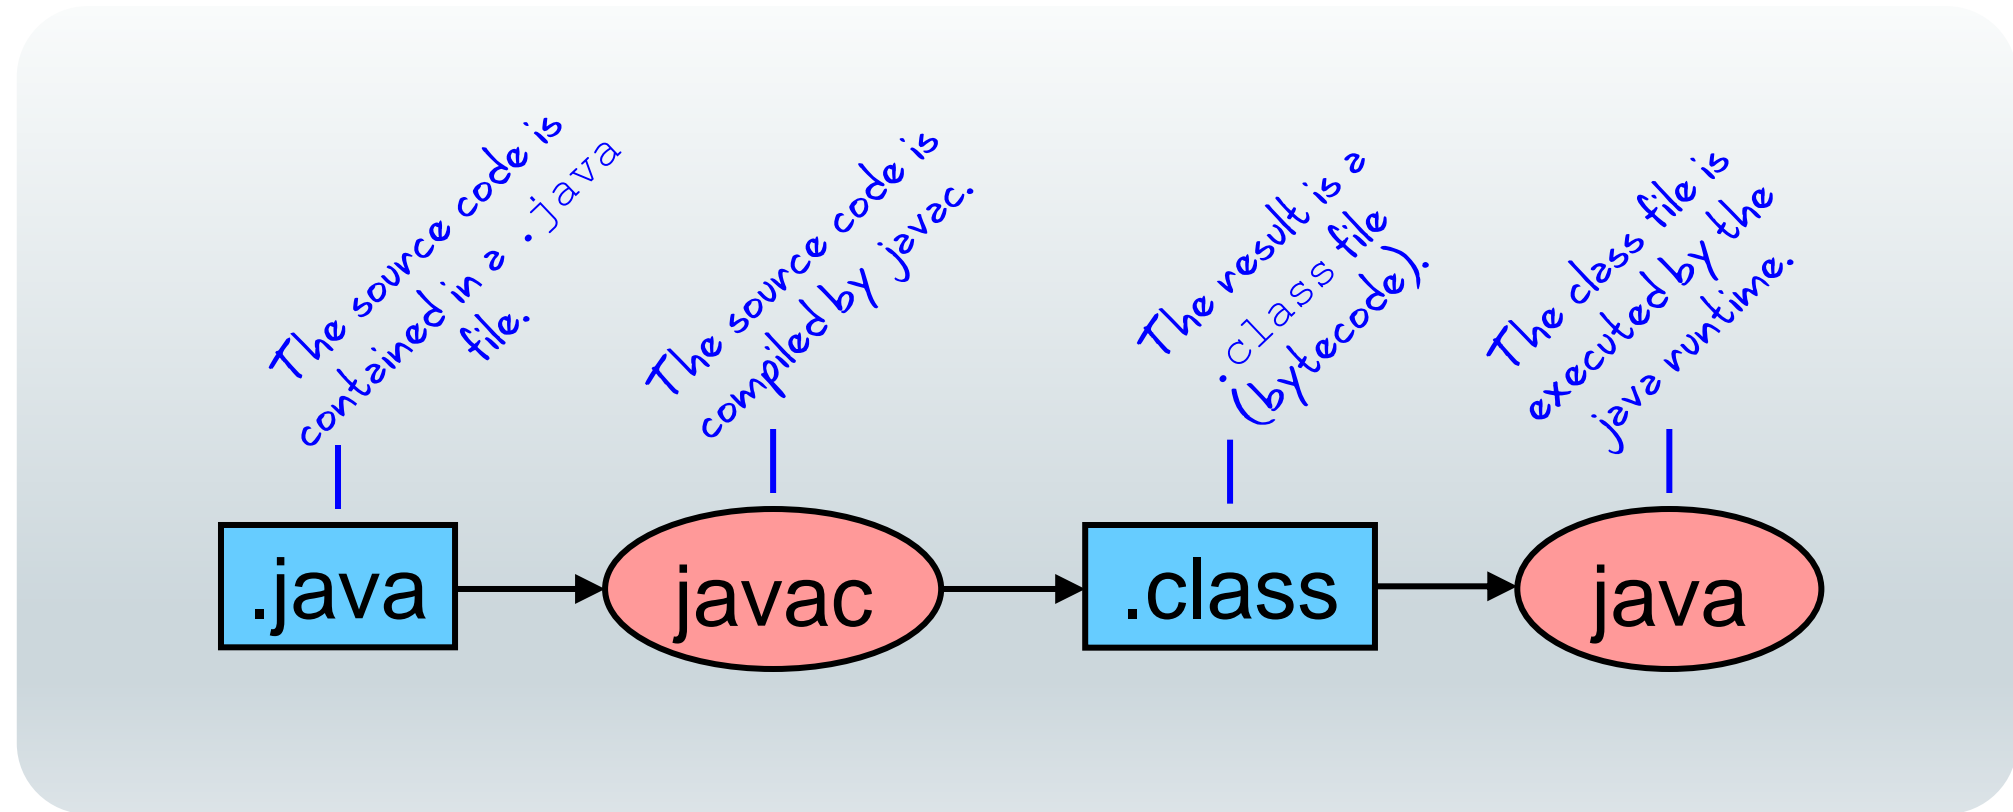 The source code is
contained in a .java
file.
The source code is
compiled by javac.
The result is a
.class file
(bytecode).
The class file is
executed by the
java runtime.
.java
javac
.class
java